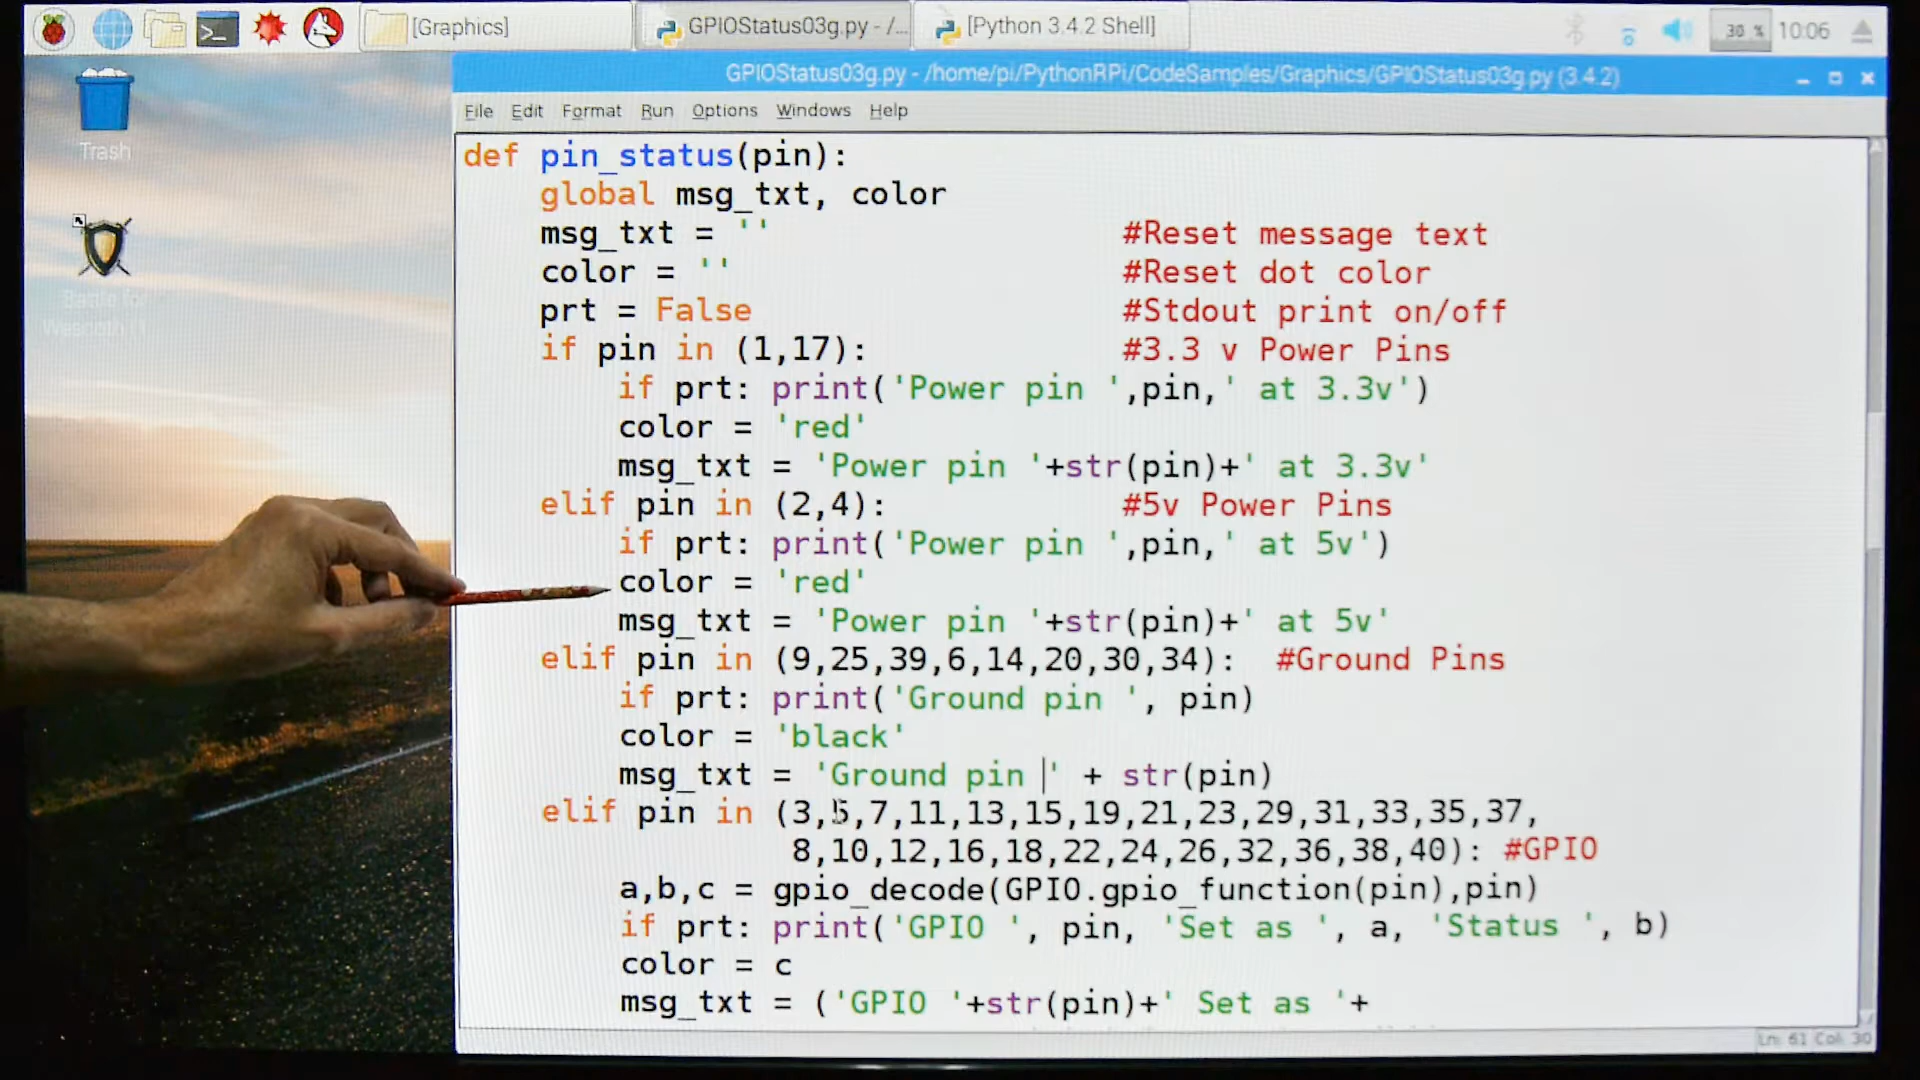 [Graphics]
GPIOStatus03g.py - /...
[Python 3.4.2 Shell]
30 %
10:06
Trash
Battle for
Wesnoth
GPIOStatus03g.py - /home/pi/PythonRPi/CodeSamples/Graphics/GPIOStatus03g.py (3.4.2)
File Edit Format Run Options Windows Help
def pin_status(pin):
global msg_txt, color
msg_txt = '' #Reset message text
color = '' #Reset dot color
prt = False #Stdout print on/off
if pin in (1,17): #3.3 v Power Pins
if prt: print('Power pin ',pin,' at 3.3v')
color = 'red'
msg_txt = 'Power pin '+str(pin)+' at 3.3v'
elif pin in (2,4): #5v Power Pins
if prt: print('Power pin ',pin,' at 5v')
color = 'red'
msg_txt = 'Power pin '+str(pin)+' at 5v'
elif pin in (9,25,39,6,14,20,30,34): #Ground Pins
if prt: print('Ground pin ', pin)
color = 'black'
msg_txt = 'Ground pin ' + str(pin)
elif pin in (3,5,7,11,13,15,19,21,23,29,31,33,35,37,
8,10,12,16,18,22,24,26,32,36,38,40): #GPIO
a,b,c = gpio_decode(GPIO.gpio_function(pin),pin)
if prt: print('GPIO ', pin, 'Set as ', a, 'Status ', b)
color = c
msg_txt = ('GPIO '+str(pin)+' Set as '+
Ln: 61 Col: 30